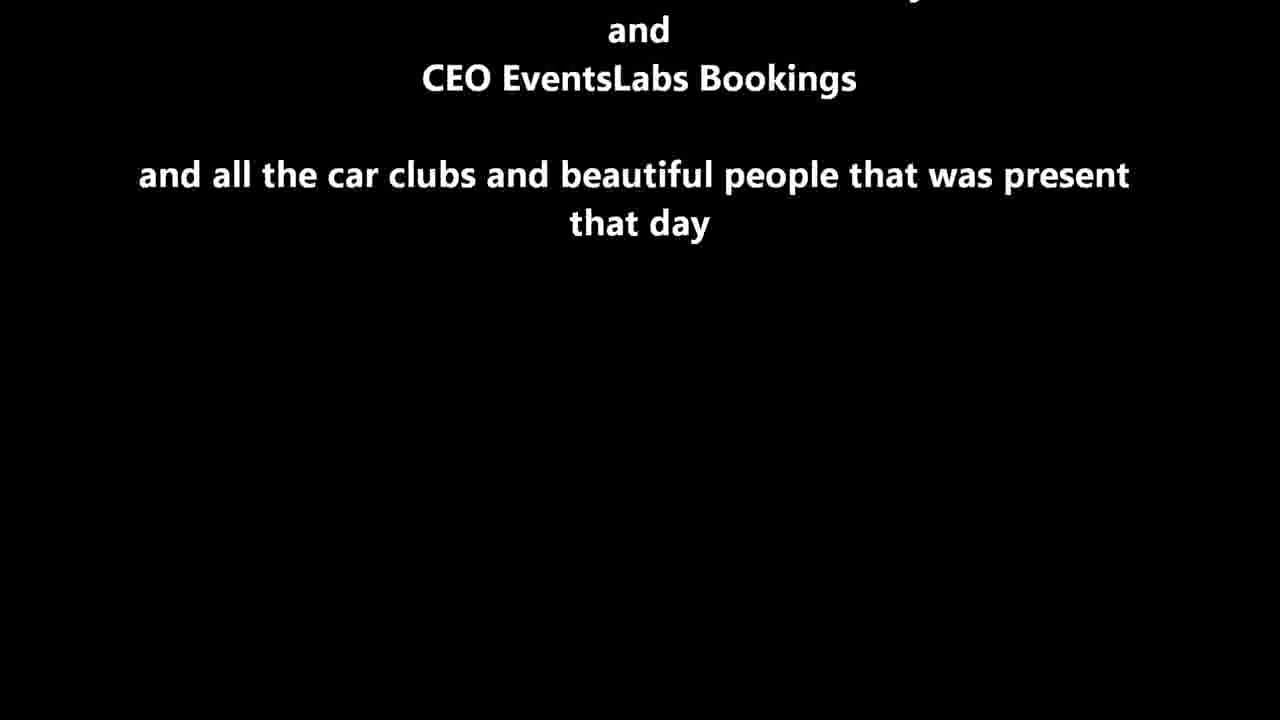 and
CEO EventsLabs Bookings
and all the car clubs and beautiful people that was present
that day